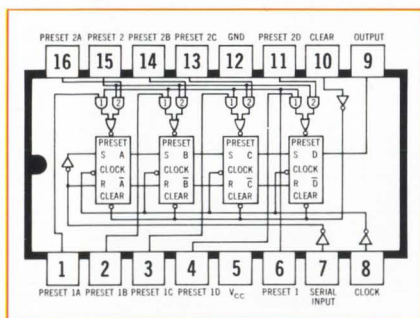 PRESET 2A PRESET 2 PRESET 2B PRESET 2C GND PRESET 2D CLEAR OUTPUT
16 15 14 13 12 11 10 9
1 2 1 2 1 2 1 2
PRESET PRESET PRESET PRESET
S A S B S C S D
CLOCK CLOCK CLOCK CLOCK
R A̅ R B̅ R C̅ R D̅
CLEAR CLEAR CLEAR CLEAR
1 2 3 4 5 6 7 8
PRESET 1A PRESET 1B PRESET 1C PRESET 1D VCC PRESET 1 SERIAL INPUT CLOCK